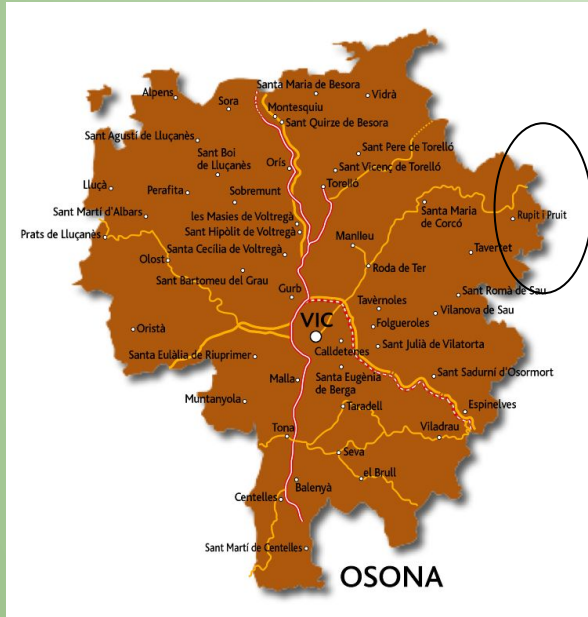 Santa Maria de Besora
Alpens
Vidrà
Sora
Montesquiu
Sant Quirze de Besora
Sant Agustí de Lluçanès
Sant Pere de Torelló
Sant Boi
de Lluçanès
Orís
Sant Vicenç de Torelló
Lluçà
Perafita
Torelló
Sobremunt
Santa Maria
de Corcó
Rupit i Pruit
Sant Martí d'Albars
les Masies de Voltregà
Prats de Lluçanès
Sant Hipòlit de Voltregà
Manlleu
Santa Cecília de Voltregà
Tavertet
Olost
Roda de Ter
Sant Bartomeu del Grau
Gurb
Sant Romà de Sau
Tavèrnoles
Vilanova de Sau
VIC
Folgueroles
Oristà
Calldetenes
Sant Julià de Vilatorta
Santa Eulàlia de Riuprimer
Malla
Santa Eugènia
de Berga
Sant Sadurní d'Osormort
Muntanyola
Taradell
Espinelves
Tona
Viladrau
Seva
el Brull
Balenyà
Centelles
Sant Martí de Centelles
OSONA